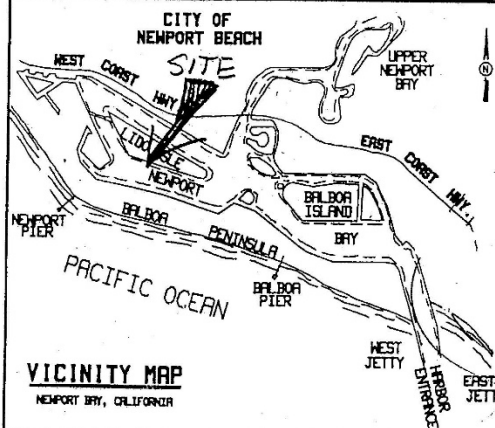 CITY OF
NEWPORT BEACH
SITE
WEST COAST HWY
UPPER
NEWPORT
BAY
N
LIDO ISLE
EAST COAST HWY.
NEWPORT
BALBOA
ISLAND
BAY
NEWPORT
PIER
BALBOA PENINSULA
BALBOA
PIER
PACIFIC OCEAN
WEST
JETTY
HARBOR
ENTRANCE
EAST
JETTY
VICINITY MAP
NEWPORT BAY, CALIFORNIA